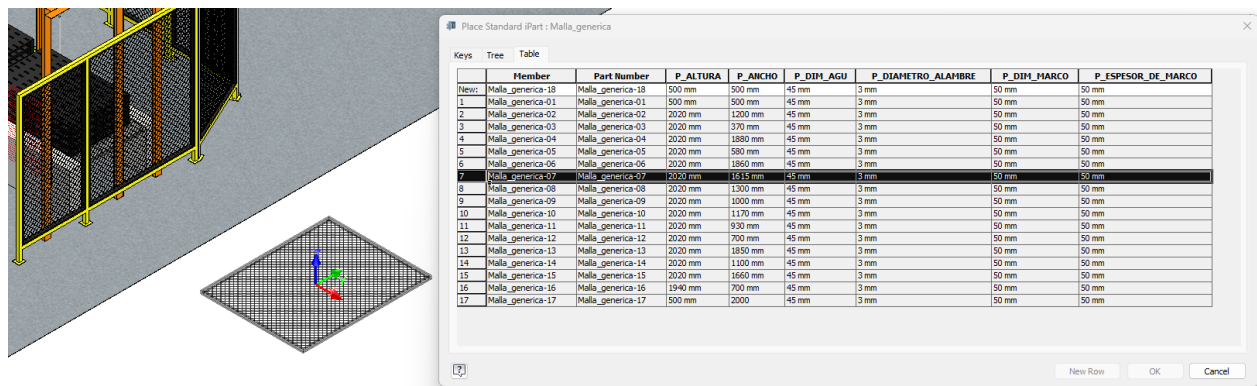 Place Standard iPart : Malla_generica
Keys Tree Table
Member Part Number P_ALTURA P_ANCHO P_DIM_AGU P_DIAMETRO_ALAMBRE P_DIM_MARCO P_ESPESOR_DE_MARCO
New: Malla_generica-18 Malla_generica-18 500 mm 500 mm 45 mm 3 mm 50 mm 50 mm
1 Malla_generica-01 Malla_generica-01 500 mm 500 mm 45 mm 3 mm 50 mm 50 mm
2 Malla_generica-02 Malla_generica-02 2020 mm 1200 mm 45 mm 3 mm 50 mm 50 mm
3 Malla_generica-03 Malla_generica-03 2020 mm 370 mm 45 mm 3 mm 50 mm 50 mm
4 Malla_generica-04 Malla_generica-04 2020 mm 1880 mm 45 mm 3 mm 50 mm 50 mm
5 Malla_generica-05 Malla_generica-05 2020 mm 580 mm 45 mm 3 mm 50 mm 50 mm
6 Malla_generica-06 Malla_generica-06 2020 mm 1860 mm 45 mm 3 mm 50 mm 50 mm
7 Malla_generica-07 Malla_generica-07 2020 mm 1615 mm 45 mm 3 mm 50 mm 50 mm
8 Malla_generica-08 Malla_generica-08 2020 mm 1300 mm 45 mm 3 mm 50 mm 50 mm
9 Malla_generica-09 Malla_generica-09 2020 mm 1000 mm 45 mm 3 mm 50 mm 50 mm
10 Malla_generica-10 Malla_generica-10 2020 mm 1170 mm 45 mm 3 mm 50 mm 50 mm
11 Malla_generica-11 Malla_generica-11 2020 mm 930 mm 45 mm 3 mm 50 mm 50 mm
12 Malla_generica-12 Malla_generica-12 2020 mm 700 mm 45 mm 3 mm 50 mm 50 mm
13 Malla_generica-13 Malla_generica-13 2020 mm 1850 mm 45 mm 3 mm 50 mm 50 mm
14 Malla_generica-14 Malla_generica-14 2020 mm 1100 mm 45 mm 3 mm 50 mm 50 mm
15 Malla_generica-15 Malla_generica-15 2020 mm 1660 mm 45 mm 3 mm 50 mm 50 mm
16 Malla_generica-16 Malla_generica-16 1940 mm 700 mm 45 mm 3 mm 50 mm 50 mm
17 Malla_generica-17 Malla_generica-17 500 mm 2000 45 mm 3 mm 50 mm 50 mm
? New Row OK Cancel